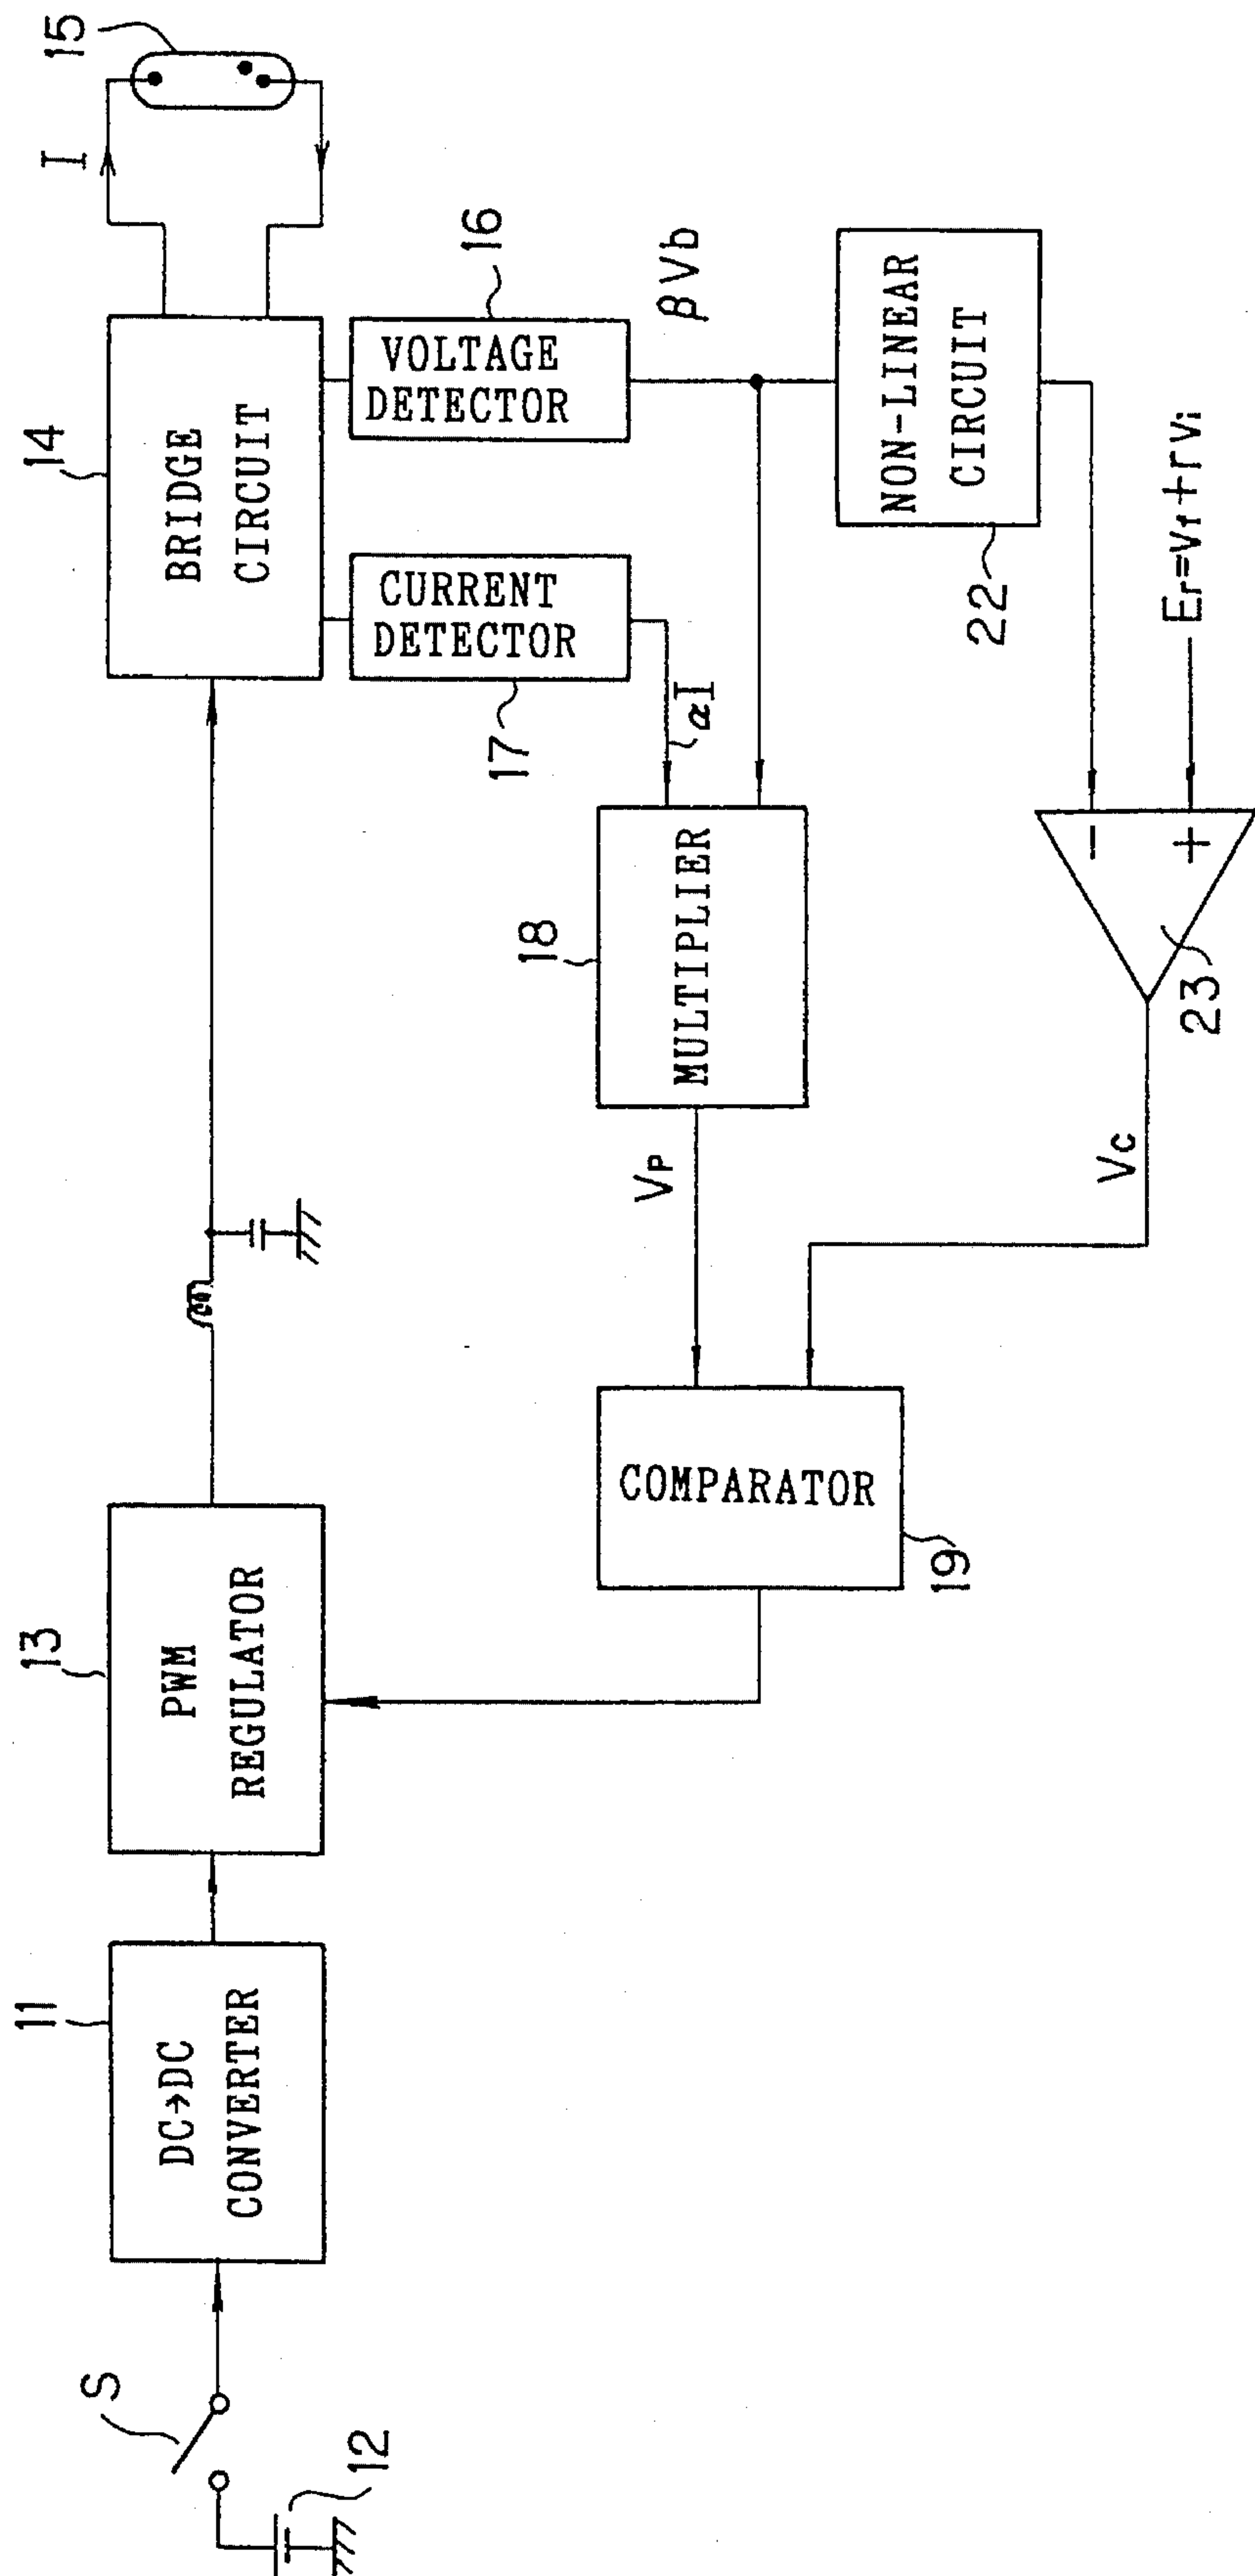 S
12
11
DC→DC
CONVERTER
13
PWM
REGULATOR
14
BRIDGE
CIRCUIT
I
15
17
CURRENT
DETECTOR
16
VOLTAGE
DETECTOR
αI
βVb
18
MULTIPLIER
VP
COMPARATOR
19
NON-LINEAR
CIRCUIT
22
Vc
-
+
23
Er=Vf+rVi